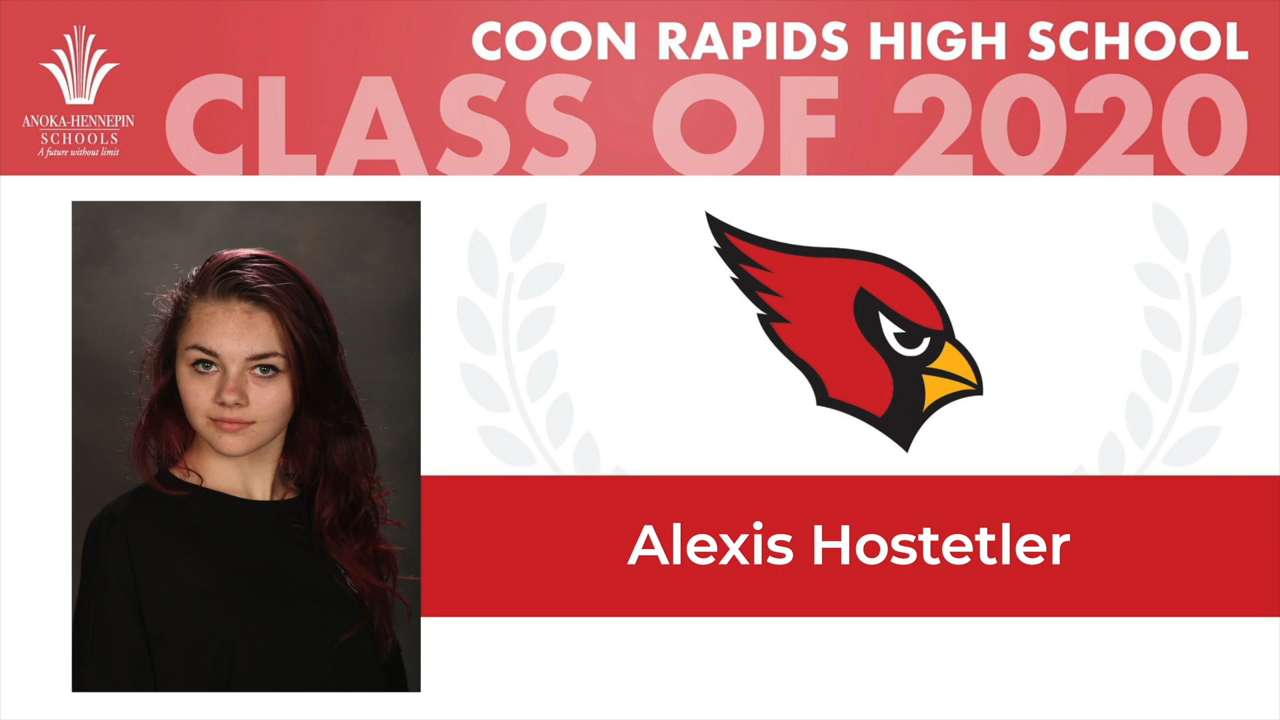 COON RAPIDS HIGH SCHOOL
CLASS OF 2020
ANOKA-HENNEPIN
SCHOOLS
A future without limit
Alexis Hostetler